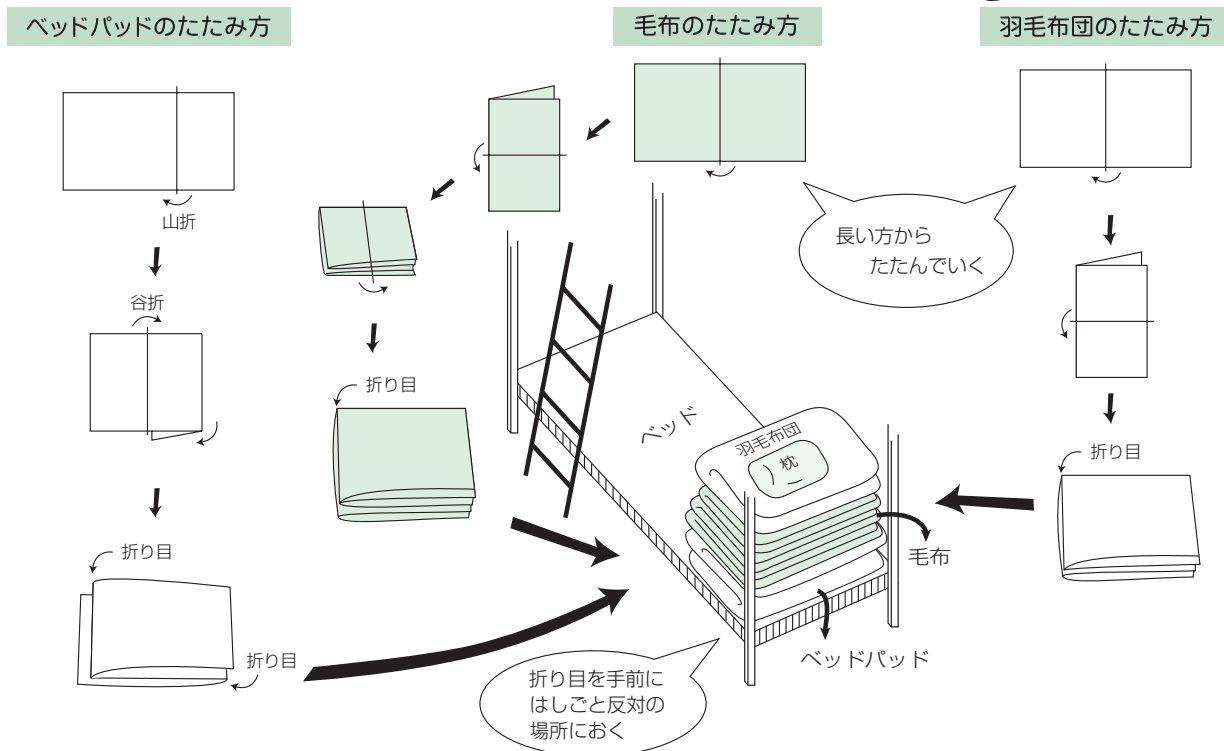 ベッドパッドのたたみ方
毛布のたたみ方
羽毛布団のたたみ方
山折
谷折
折り目
折り目
折り目
長い方から
たたんでいく
折り目
ベッド
羽毛布団
枕
毛布
ベッドパッド
折り目を手前に
はしごと反対の
場所におく